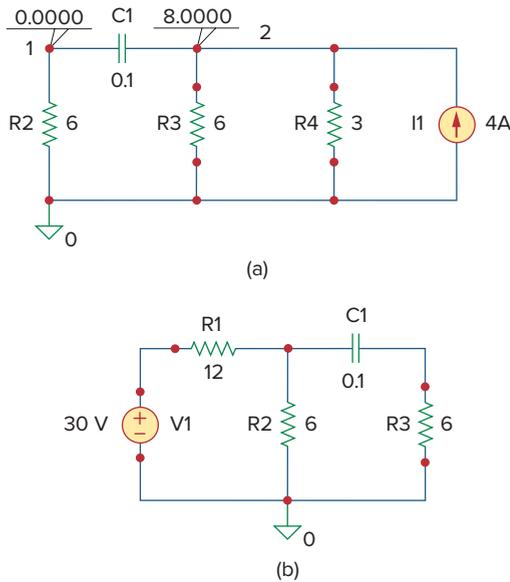 0.0000 C1 8.0000
1 2
0.1
R2 6 R3 6 R4 3 I1 4A
0
(a)
R1 C1
12 0.1
30 V + − V1 R2 6 R3 6
0
(b)